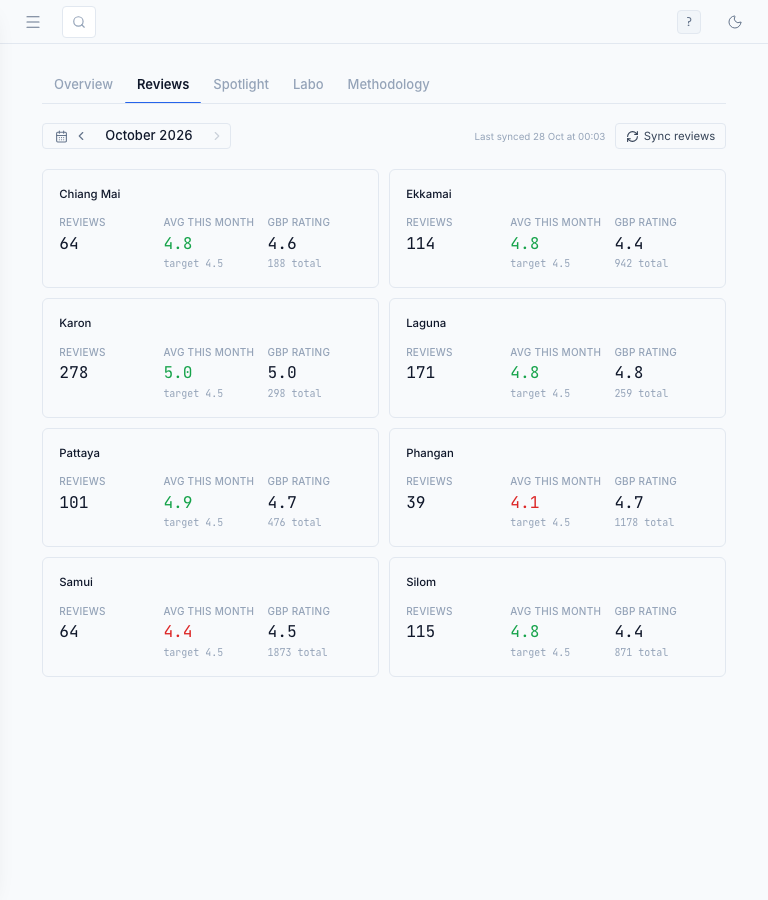 ?
Overview Reviews Spotlight Labo Methodology
October 2026 Last synced 28 Oct at 00:03 Sync reviews
Chiang Mai
REVIEWS AVG THIS MONTH GBP RATING
64 4.8 4.6
target 4.5 188 total
Ekkamai
REVIEWS AVG THIS MONTH GBP RATING
114 4.8 4.4
target 4.5 942 total
Karon
REVIEWS AVG THIS MONTH GBP RATING
278 5.0 5.0
target 4.5 298 total
Laguna
REVIEWS AVG THIS MONTH GBP RATING
171 4.8 4.8
target 4.5 259 total
Pattaya
REVIEWS AVG THIS MONTH GBP RATING
101 4.9 4.7
target 4.5 476 total
Phangan
REVIEWS AVG THIS MONTH GBP RATING
39 4.1 4.7
target 4.5 1178 total
Samui
REVIEWS AVG THIS MONTH GBP RATING
64 4.4 4.5
target 4.5 1873 total
Silom
REVIEWS AVG THIS MONTH GBP RATING
115 4.8 4.4
target 4.5 871 total